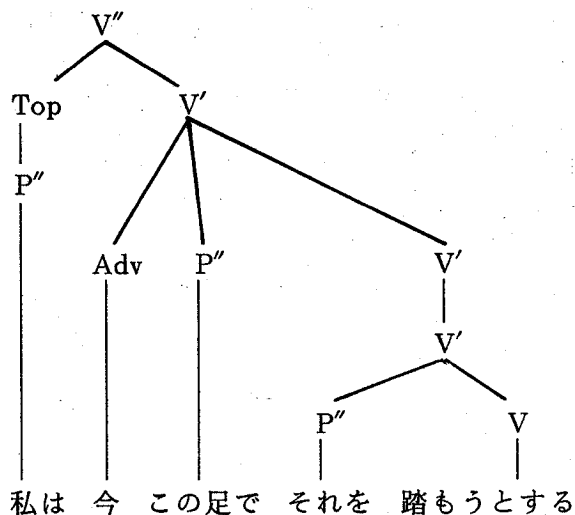 V″
Top V′
P″
Adv P″ V′
V′
P″ V
私は 今 この足で それを 踏もうとする